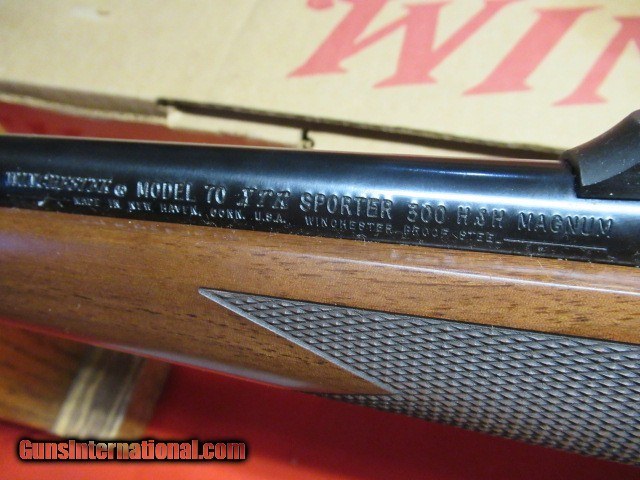 WIN
WINCHESTER® MODEL 70 XTR SPORTER 300 H&H MAGNUM
MADE IN NEW HAVEN, CONN. U.S.A. WINCHESTER PROOF STEEL
GunsInternational.com